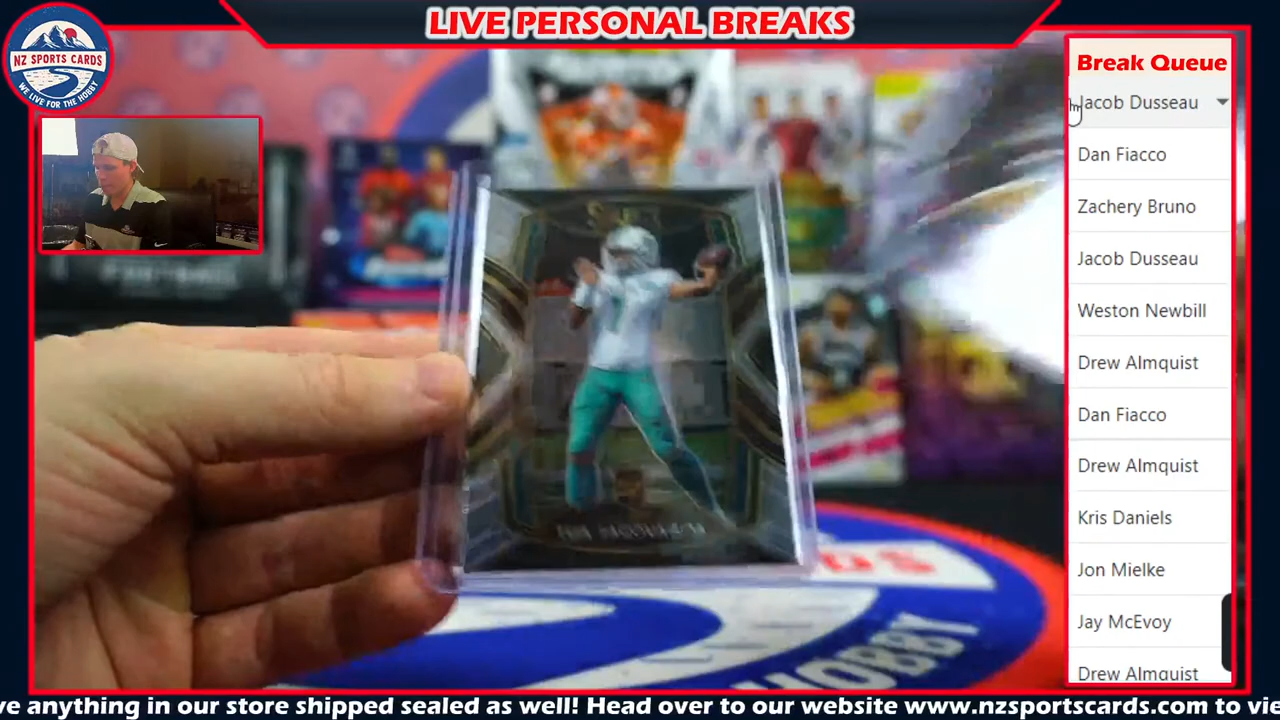 LIVE PERSONAL BREAKS
NZ SPORTS CARDS
WE LIVE FOR THE HOBBY
Break Queue
Jacob Dusseau
Dan Fiacco
Zachery Bruno
Jacob Dusseau
Weston Newbill
Drew Almquist
Dan Fiacco
Drew Almquist
Kris Daniels
Jon Mielke
Jay McEvoy
Drew Almquist
HOBBY
ve anything in our store shipped sealed as well! Head over to our website www.nzsportscards.com to vie